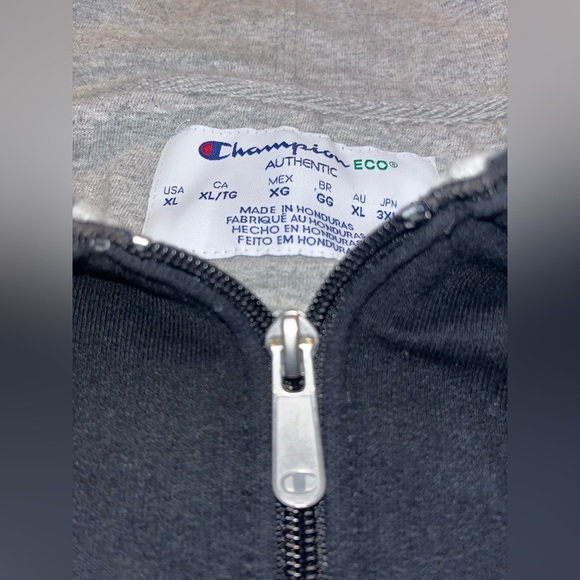 Champion
AUTHENTIC ECO®
USA CA MEX BR AU JPN
XL XL/TG XG GG XL 3XL
MADE IN HONDURAS
FABRIQUÉ AU HONDURAS
HECHO EN HONDURAS
FEITO EM HONDURAS